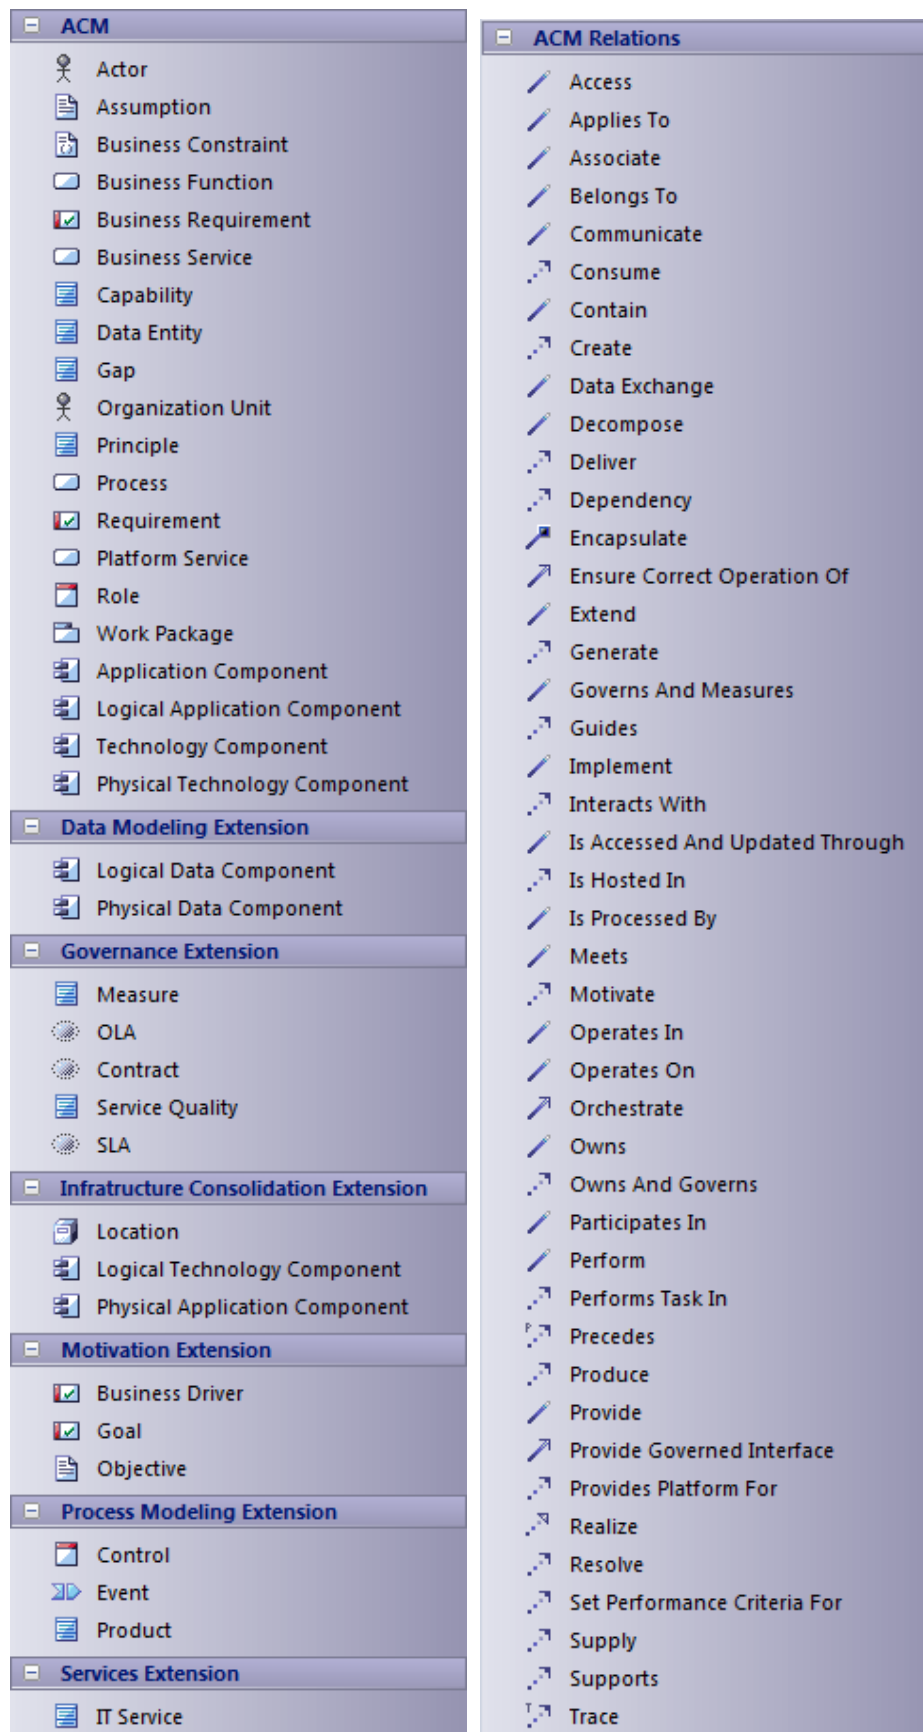 ACM
Actor
Assumption
Business Constraint
Business Function
Business Requirement
Business Service
Capability
Data Entity
Gap
Organization Unit
Principle
Process
Requirement
Platform Service
Role
Work Package
Application Component
Logical Application Component
Technology Component
Physical Technology Component
Data Modeling Extension
Logical Data Component
Physical Data Component
Governance Extension
Measure
OLA
Contract
Service Quality
SLA
Infratructure Consolidation Extension
Location
Logical Technology Component
Physical Application Component
Motivation Extension
Business Driver
Goal
Objective
Process Modeling Extension
Control
Event
Product
Services Extension
IT Service
ACM Relations
Access
Applies To
Associate
Belongs To
Communicate
Consume
Contain
Create
Data Exchange
Decompose
Deliver
Dependency
Encapsulate
Ensure Correct Operation Of
Extend
Generate
Governs And Measures
Guides
Implement
Interacts With
Is Accessed And Updated Through
Is Hosted In
Is Processed By
Meets
Motivate
Operates In
Operates On
Orchestrate
Owns
Owns And Governs
Participates In
Perform
Performs Task In
Precedes
Produce
Provide
Provide Governed Interface
Provides Platform For
Realize
Resolve
Set Performance Criteria For
Supply
Supports
Trace